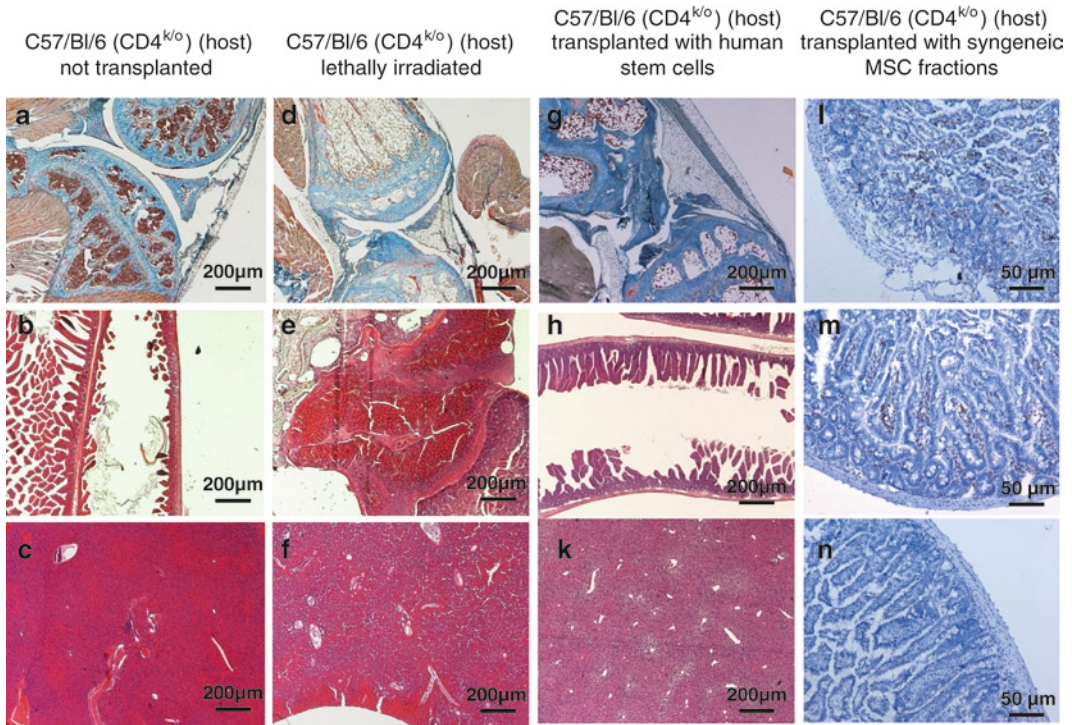 C57/Bl/6 (CD4k/o) (host)
not transplanted
C57/Bl/6 (CD4k/o) (host)
lethally irradiated
C57/Bl/6 (CD4k/o) (host)
transplanted with human
stem cells
C57/Bl/6 (CD4k/o) (host)
transplanted with syngeneic
MSC fractions
a
200µm
d
200µm
g
200µm
l
50 µm
b
200µm
e
200µm
h
200µm
m
50 µm
c
200µm
f
200µm
k
200µm
n
50 µm